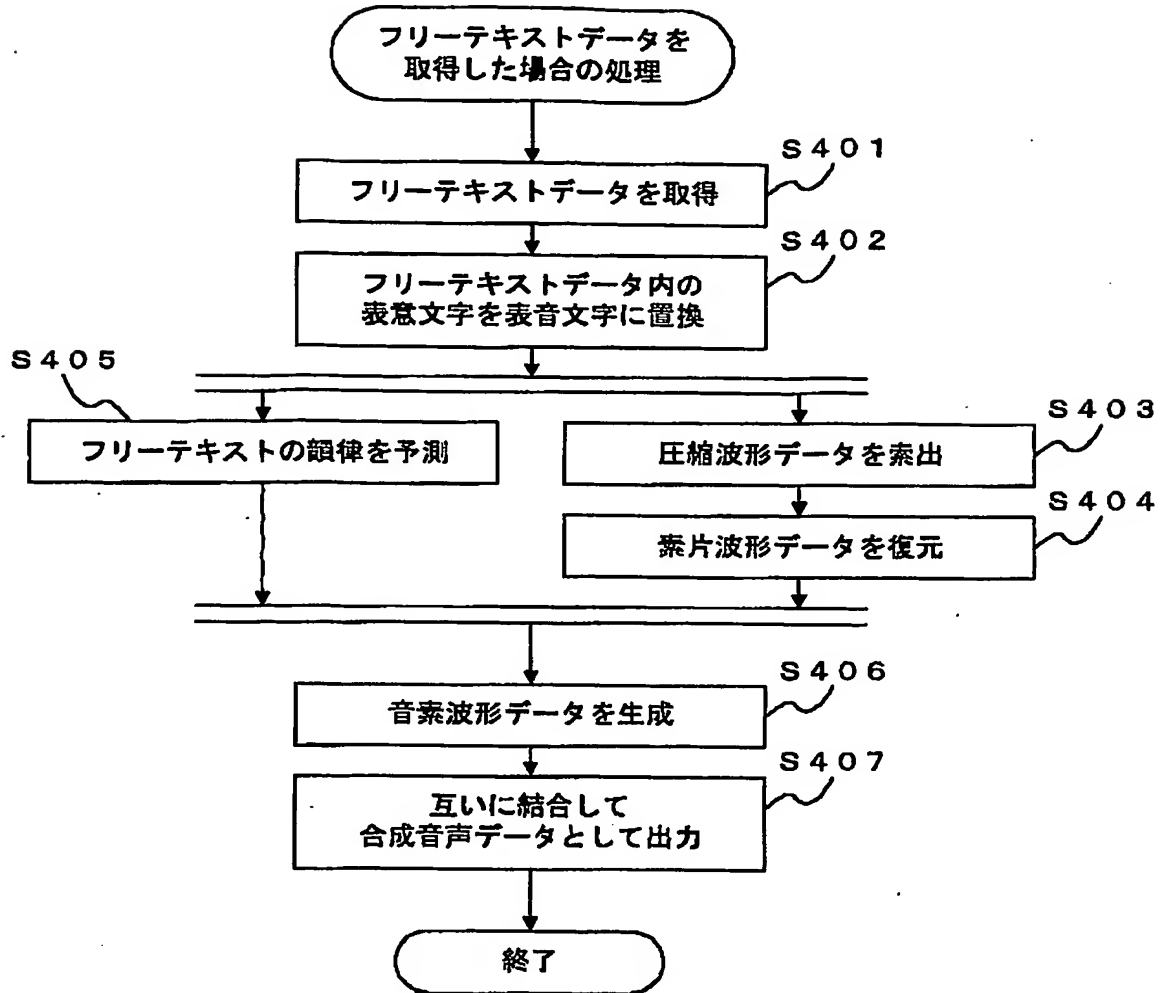 フリーテキストデータを
取得した場合の処理
S401
フリーテキストデータを取得
S402
フリーテキストデータ内の
表意文字を表音文字に置換
S405
フリーテキストの韻律を予測
S403
圧縮波形データを索出
S404
素片波形データを復元
S406
音素波形データを生成
S407
互いに結合して
合成音声データとして出力
終了